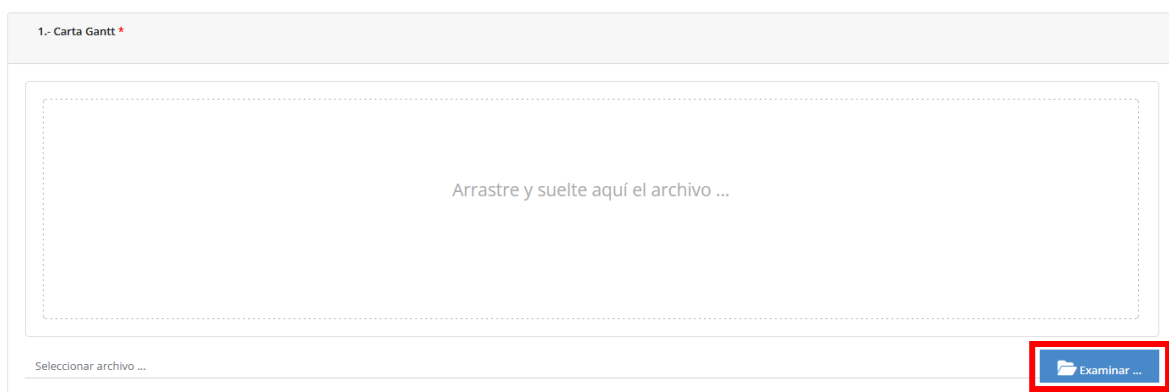 1.- Carta Gantt *
Arrastre y suelte aquí el archivo ...
Seleccionar archivo ...
Examinar ...